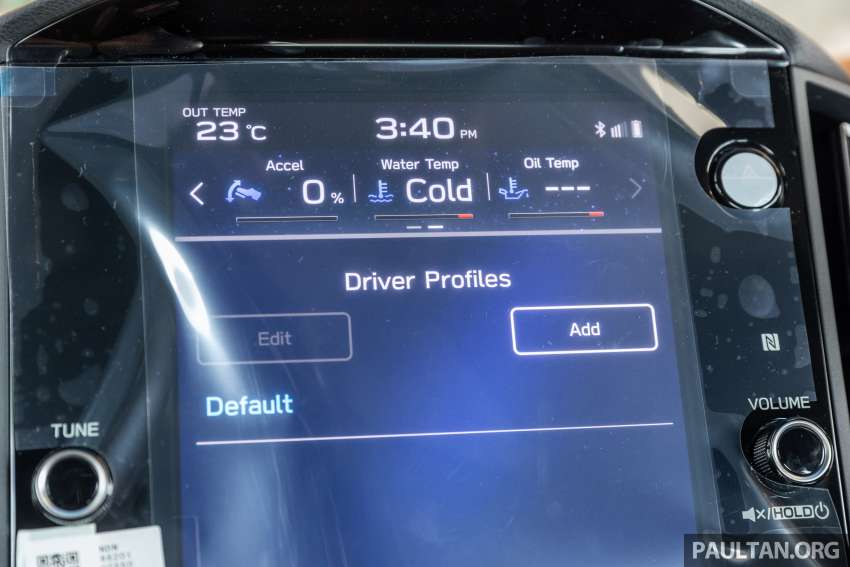 OUT TEMP
23 °C
3:40 PM
Accel
0 %
Water Temp
Cold
Oil Temp
---
Driver Profiles
Edit
Add
Default
TUNE
VOLUME
/HOLD
PAULTAN.ORG